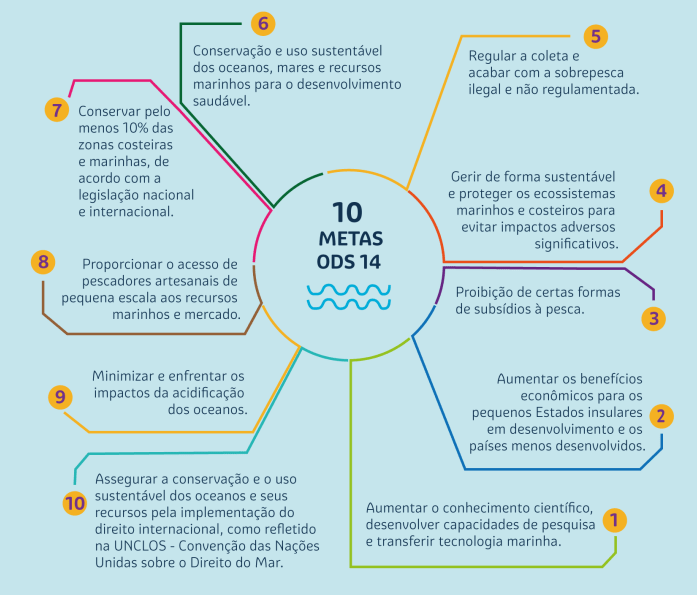 10
METAS
ODS 14
1
Aumentar o conhecimento científico,
desenvolver capacidades de pesquisa
e transferir tecnologia marinha.
2
Aumentar os benefícios
econômicos para os
pequenos Estados insulares
em desenvolvimento e os
países menos desenvolvidos.
3
Proibição de certas formas
de subsídios à pesca.
4
Gerir de forma sustentável
e proteger os ecossistemas
marinhos e costeiros para
evitar impactos adversos
significativos.
5
Regular a coleta e
acabar com a sobrepesca
ilegal e não regulamentada.
6
Conservação e uso sustentável
dos oceanos, mares e recursos
marinhos para o desenvolvimento
saudável.
7
Conservar pelo
menos 10% das
zonas costeiras
e marinhas, de
acordo com a
legislação nacional
e internacional.
8
Proporcionar o acesso de
pescadores artesanais de
pequena escala aos recursos
marinhos e mercado.
9
Minimizar e enfrentar os
impactos da acidificação
dos oceanos.
10
Assegurar a conservação e o uso
sustentável dos oceanos e seus
recursos pela implementação do
direito internacional, como refletido
na UNCLOS - Convenção das Nações
Unidas sobre o Direito do Mar.